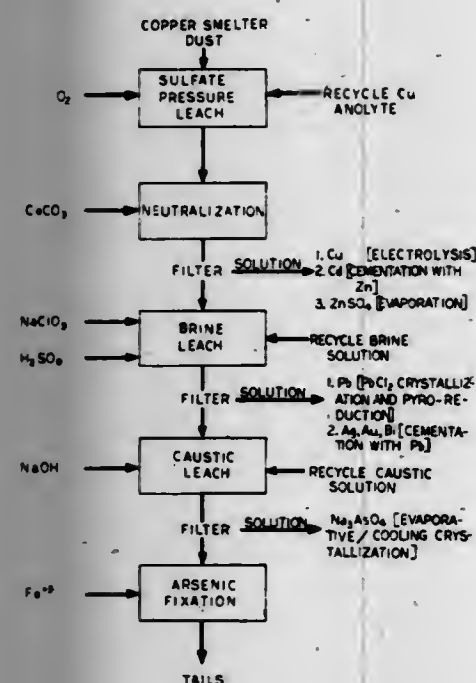 COPPER SMELTER
DUST
O₂
SULFATE
PRESSURE
LEACH
RECYCLE Cu
ANOLYTE
CaCO₃
NEUTRALIZATION
FILTER
SOLUTION
1. Cu [ELECTROLYSIS]
2. Cd [CEMENTATION WITH
Zn]
3. ZnSO₄ [EVAPORATION]
NaClO₃
H₂SO₄
BRINE
LEACH
RECYCLE BRINE
SOLUTION
FILTER
SOLUTION
1. Pb [PbCl₂ CRYSTALLIZ-
ATION AND PYRO-RE-
DUCTION]
2. Ag, Au, Bi [CEMENTA-
TION WITH Pb]
NaOH
CAUSTIC
LEACH
RECYCLE CAUSTIC
SOLUTION
FILTER
SOLUTION
Na₃AsO₄ [EVAPORA-
TIVE/COOLING CRYS-
TALLIZATION]
ARSENIC
FIXATION
TAILS